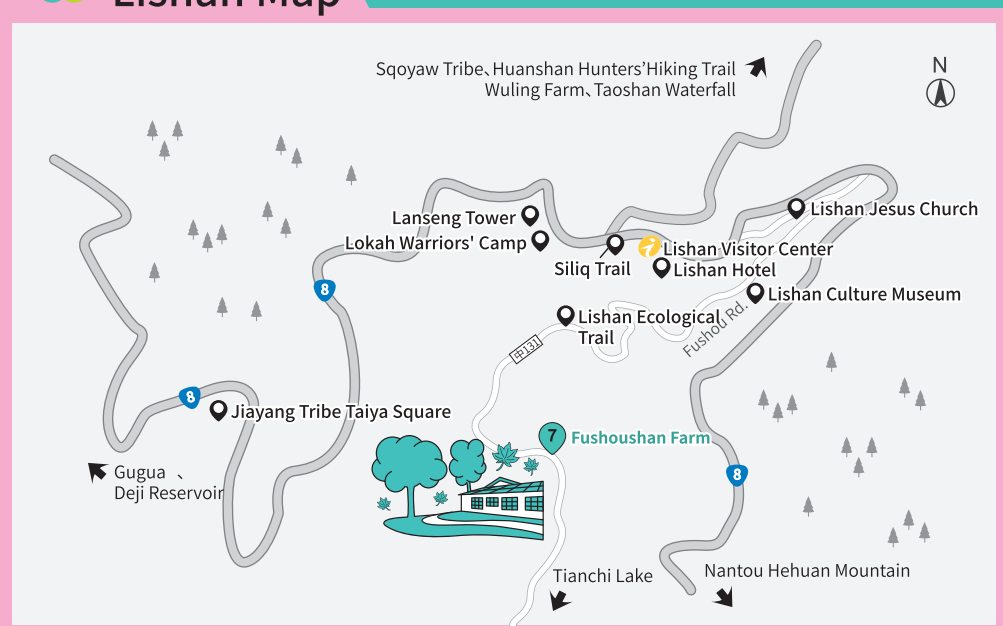 Lishan Map
Sqoyaw Tribe、Huanshan Hunters'Hiking Trail
Wuling Farm、Taoshan Waterfall
N
Lanseng Tower
Lokah Warriors' Camp
Siliq Trail
Lishan Visitor Center
Lishan Hotel
Lishan Jesus Church
Lishan Culture Museum
Lishan Ecological
Trail
Fushou Rd.
中131
8
8
Jiayang Tribe Taiya Square
7
Fushoushan Farm
8
Gugua 、
Deji Reservoir
Tianchi Lake
Nantou Hehuan Mountain